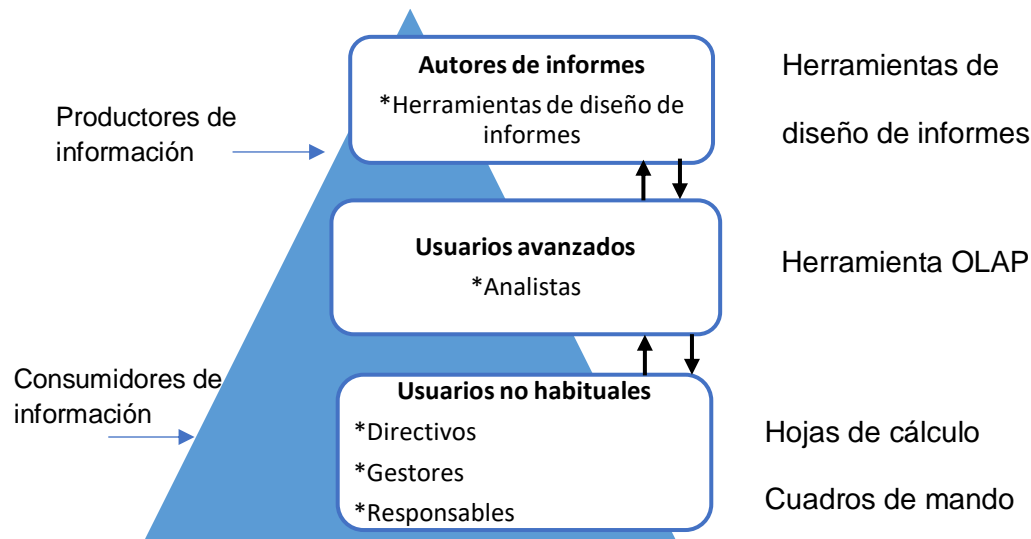 Autores de informes
*Herramientas de diseño de
informes
Herramientas de
diseño de informes
Productores de
información
Usuarios avanzados
*Analistas
Herramienta OLAP
Consumidores de
información
Usuarios no habituales
*Directivos
*Gestores
*Responsables
Hojas de cálculo
Cuadros de mando